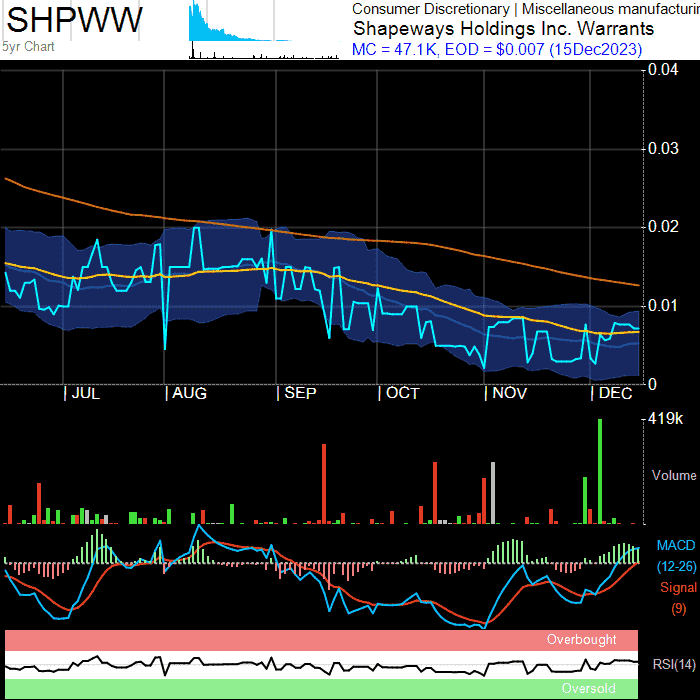 SHPWW
5yr Chart
Consumer Discretionary | Miscellaneous manufacturin
Shapeways Holdings Inc. Warrants
MC = 47.1K, EOD = $0.007 (15Dec2023)
0.04
0.03
0.02
0.01
0
| JUL | AUG | SEP | OCT | NOV | DEC
419k
Volume
MACD
(12-26)
Signal
(9)
Overbought
RSI(14)
Oversold